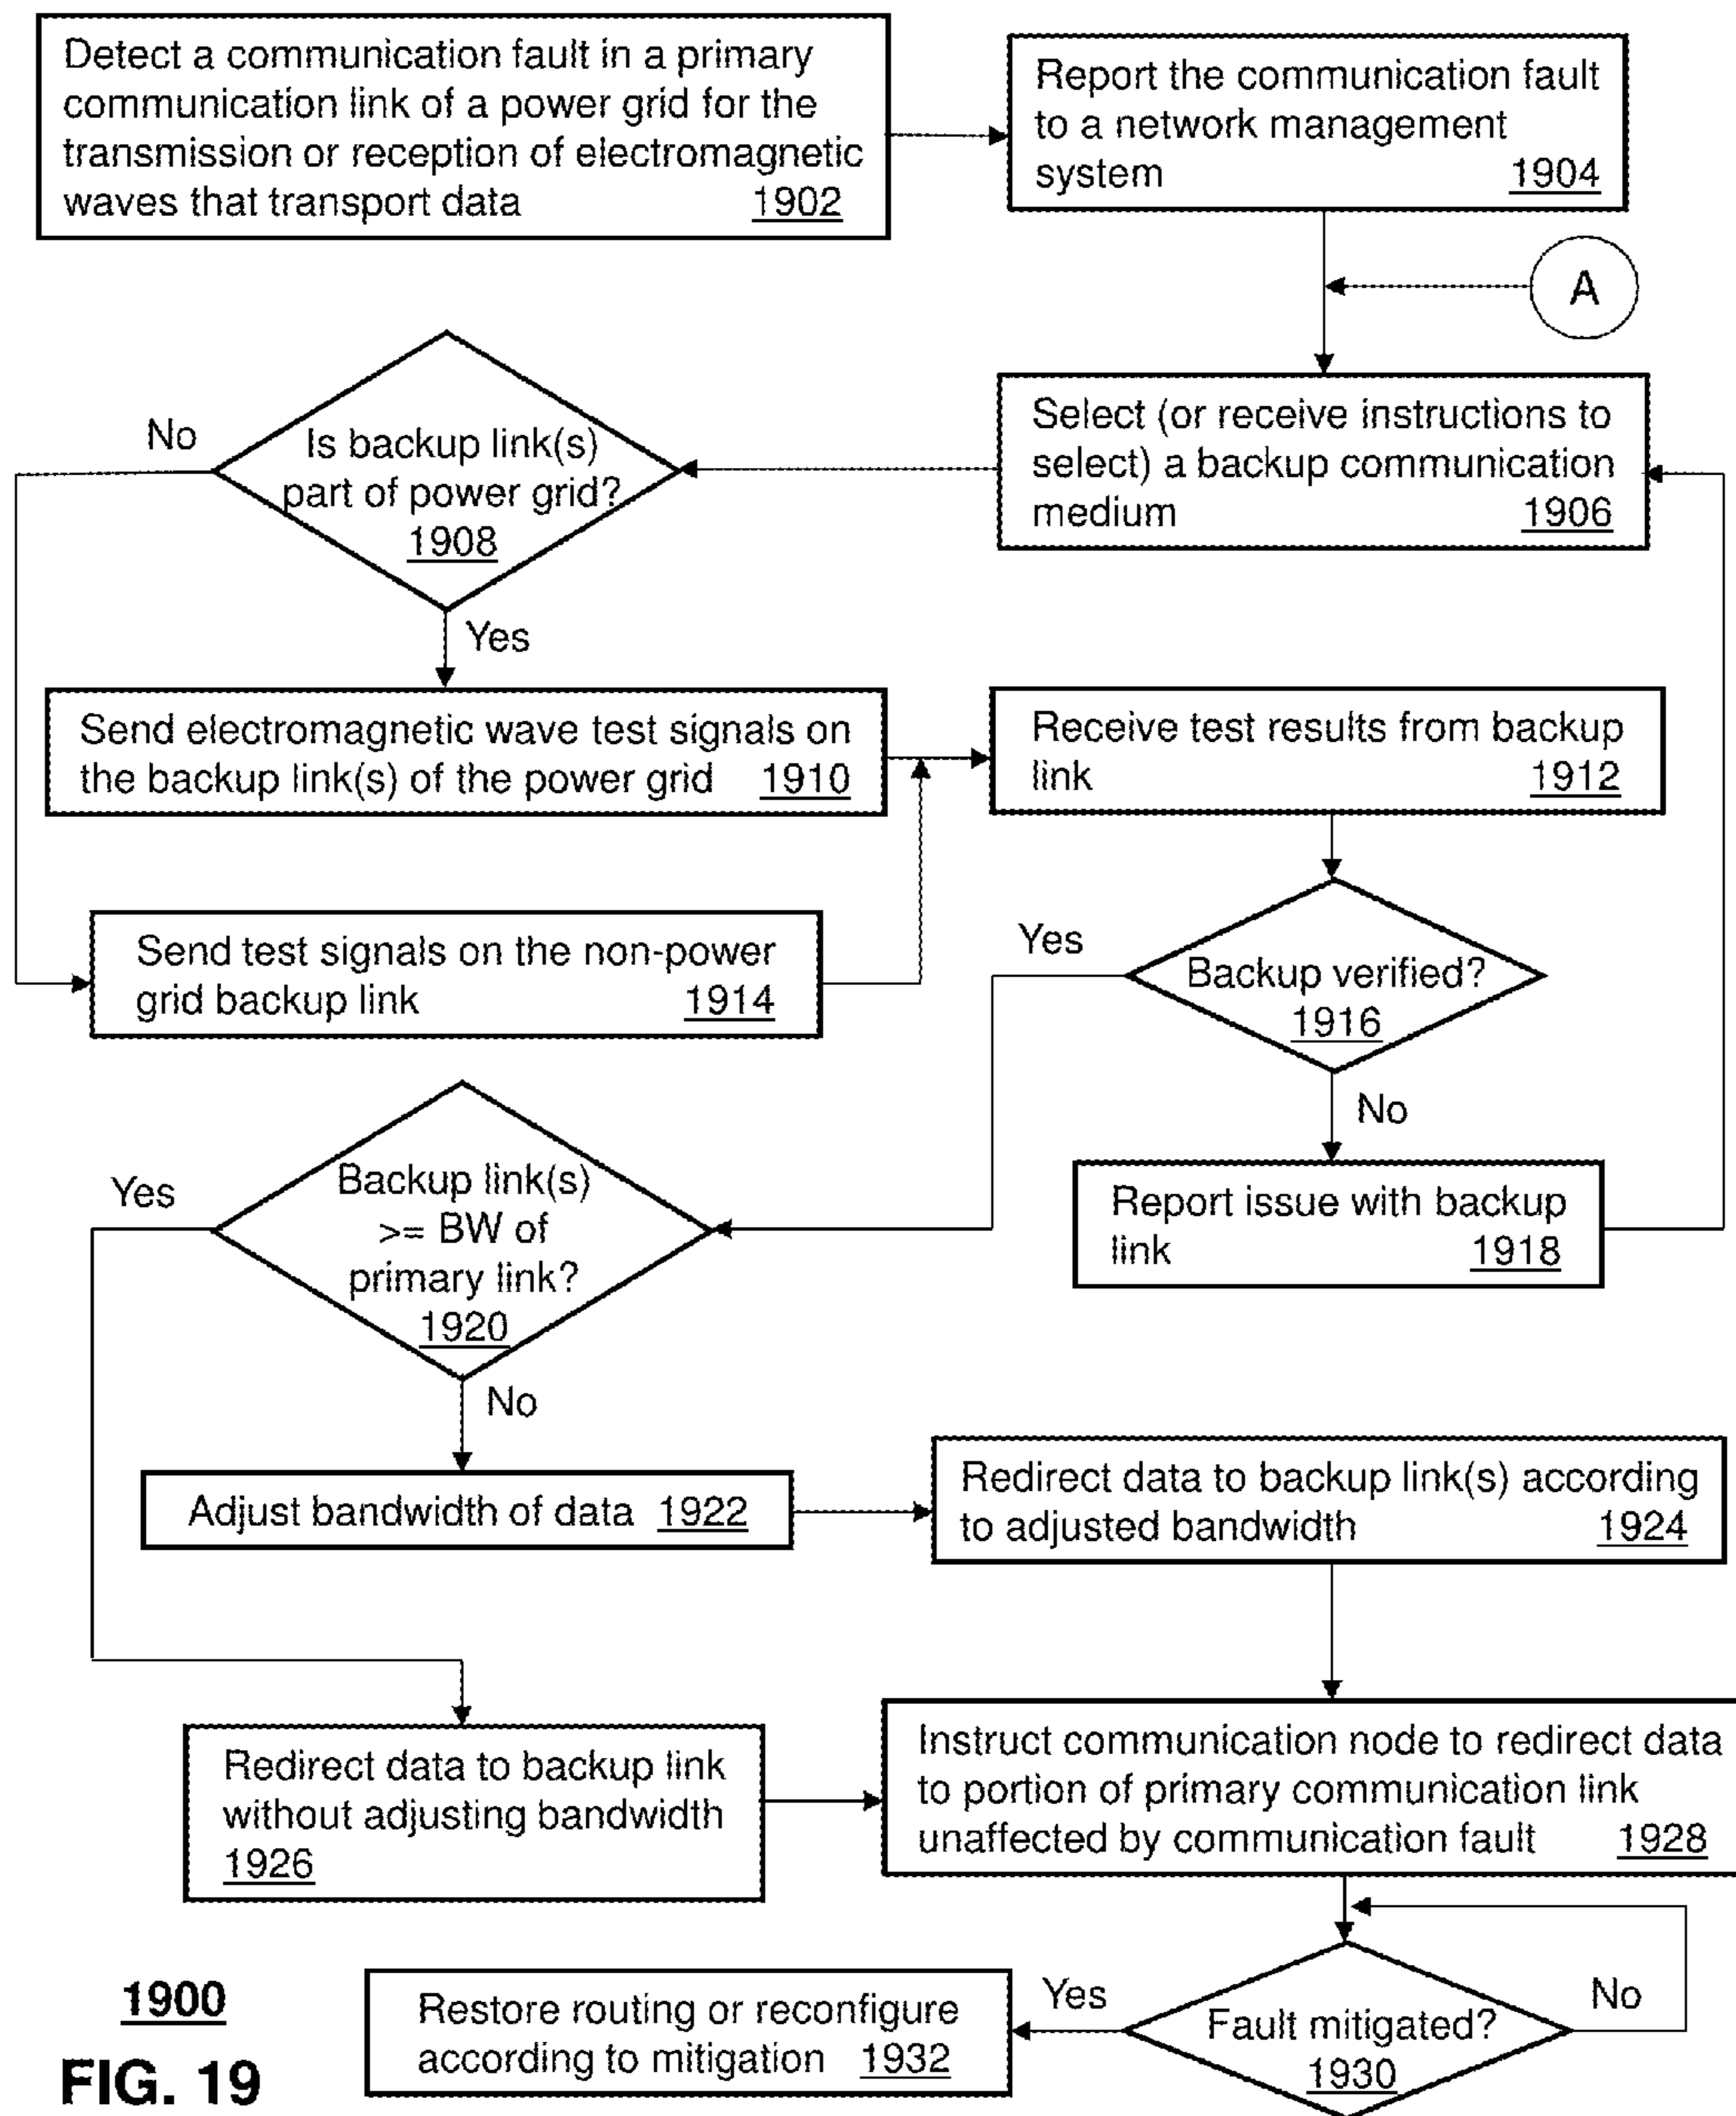 Detect a communication fault in a primary
communication link of a power grid for the
transmission or reception of electromagnetic
waves that transport data 1902
Report the communication fault
to a network management
system 1904
A
Select (or receive instructions to
select) a backup communication
medium 1906
No
Is backup link(s)
part of power grid?
1908
Yes
Send electromagnetic wave test signals on
the backup link(s) of the power grid 1910
Receive test results from backup
link 1912
Send test signals on the non-power
grid backup link 1914
Yes
Backup verified?
1916
No
Report issue with backup
link 1918
Yes
Backup link(s)
>= BW of
primary link?
1920
No
Adjust bandwidth of data 1922
Redirect data to backup link(s) according
to adjusted bandwidth 1924
Redirect data to backup link
without adjusting bandwidth
1926
Instruct communication node to redirect data
to portion of primary communication link
unaffected by communication fault 1928
Fault mitigated?
1930
No
Yes
Restore routing or reconfigure
according to mitigation 1932
1900
FIG. 19